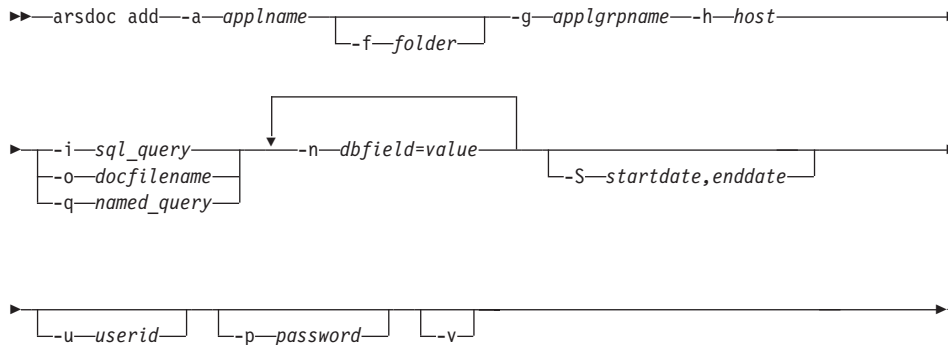 arsdoc add -a applname -g applgrpname -h host
-f folder
-i sql_query -n dbfield=value
-o docfilename -S startdate,enddate
-q named_query
-u userid -p password -v